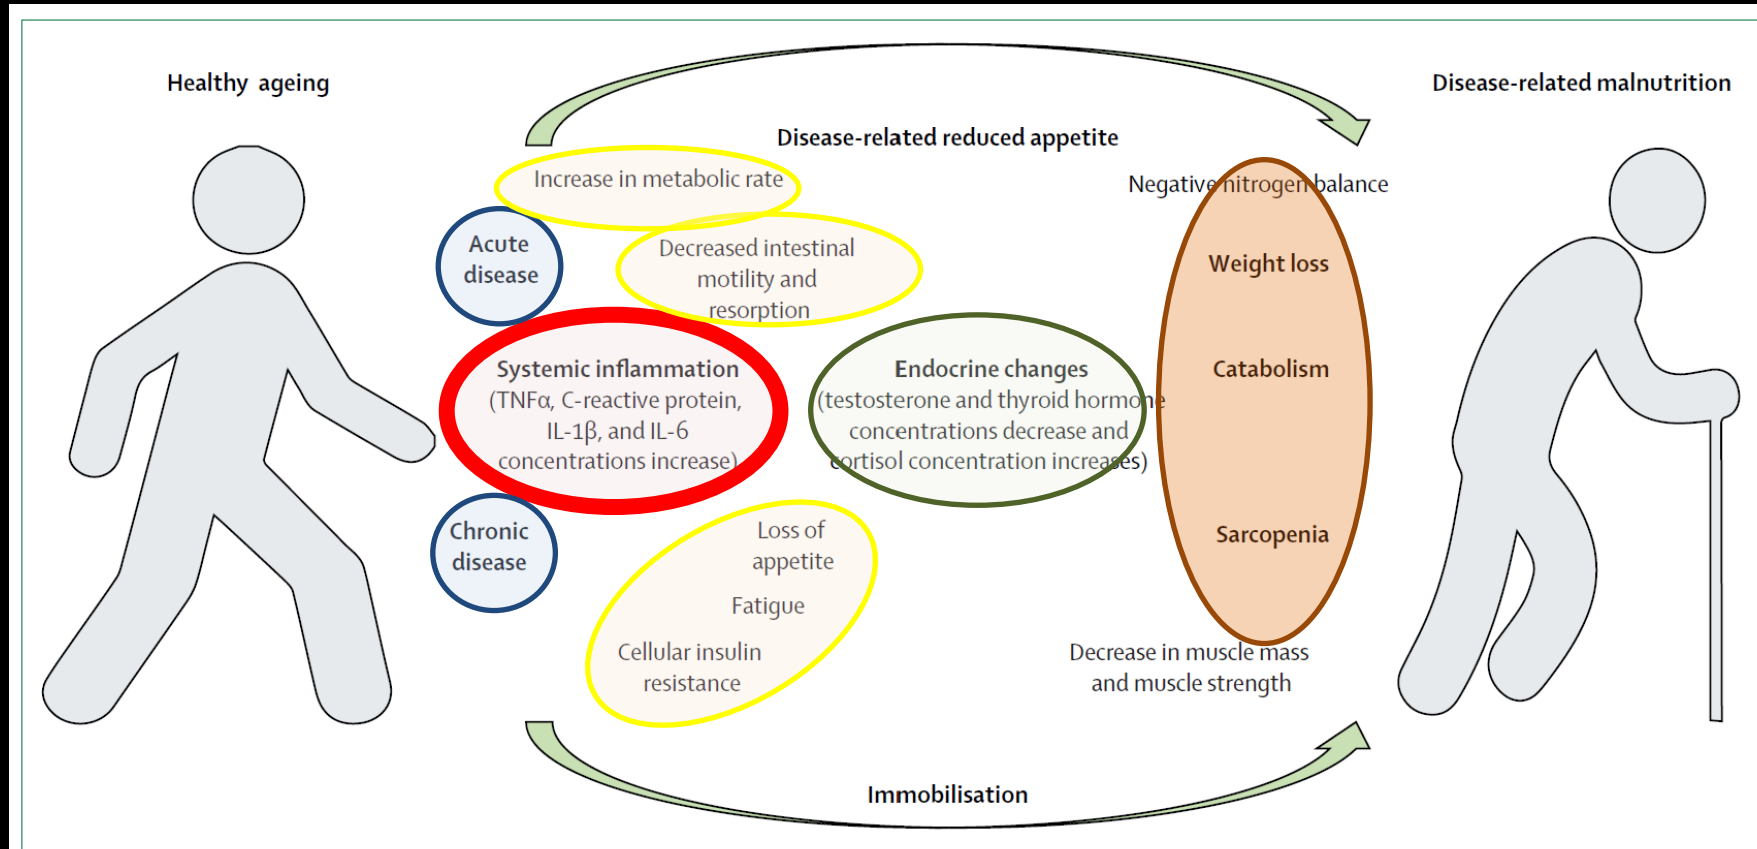 Healthy ageing
Disease-related malnutrition
Disease-related reduced appetite
Increase in metabolic rate
Negative nitrogen balance
Acute
disease
Decreased intestinal
motility and
resorption
Weight loss
Systemic inflammation
(TNFα, C-reactive protein,
IL-1β, and IL-6
concentrations increase)
Endocrine changes
(testosterone and thyroid hormone
concentrations decrease and
cortisol concentration increases)
Catabolism
Chronic
disease
Loss of
appetite
Fatigue
Cellular insulin
resistance
Sarcopenia
Decrease in muscle mass
and muscle strength
Immobilisation